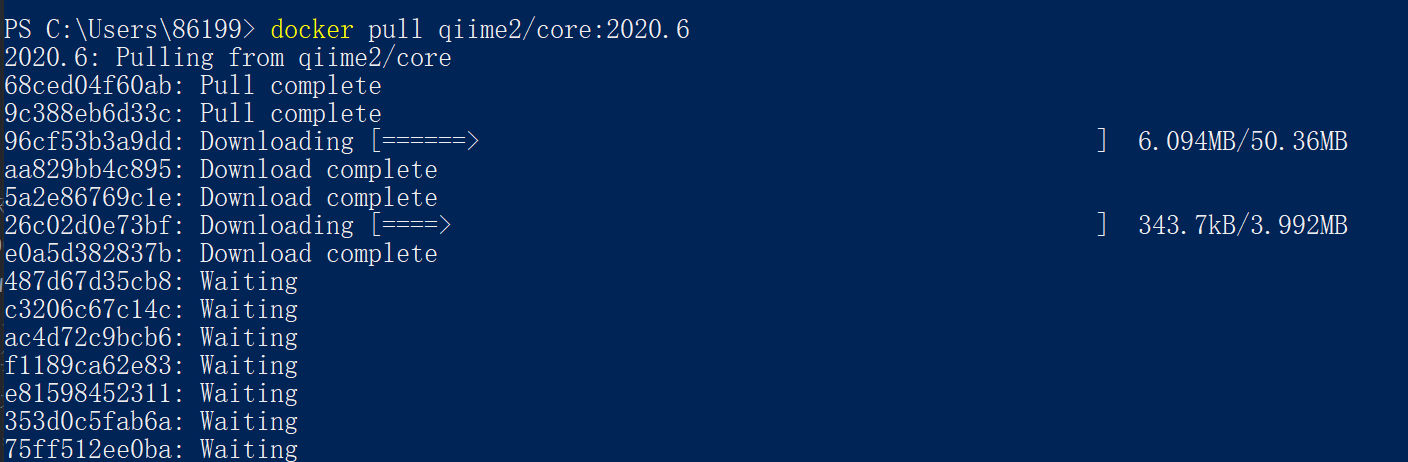 PS C:\Users\86199> docker pull qiime2/core:2020.6
2020.6: Pulling from qiime2/core
68ced04f60ab: Pull complete
9c388eb6d33c: Pull complete
96cf53b3a9dd: Downloading [======>                                            ]  6.094MB/50.36MB
aa829bb4c895: Download complete
5a2e86769c1e: Download complete
26c02d0e73bf: Downloading [====>                                              ]  343.7kB/3.992MB
e0a5d382837b: Download complete
487d67d35cb8: Waiting
c3206c67c14c: Waiting
ac4d72c9bcb6: Waiting
f1189ca62e83: Waiting
e81598452311: Waiting
353d0c5fab6a: Waiting
75ff512ee0ba: Waiting